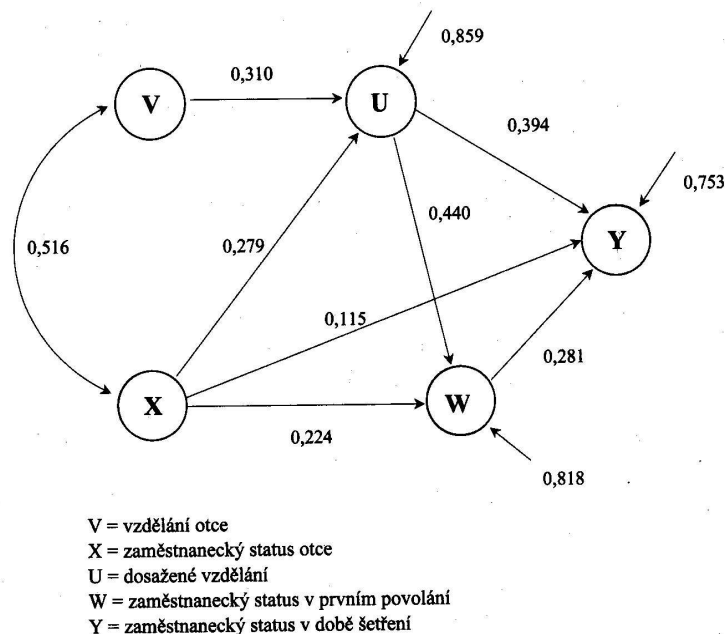 0,859
0,310
V
U
0,394
0,753
0,440
0,516
0,279
Y
0,115
0,281
X
W
0,224
0,818
V = vzdělání otce
X = zaměstnanecký status otce
U = dosažené vzdělání
W = zaměstnanecký status v prvním povolání
Y = zaměstnanecký status v době šetření